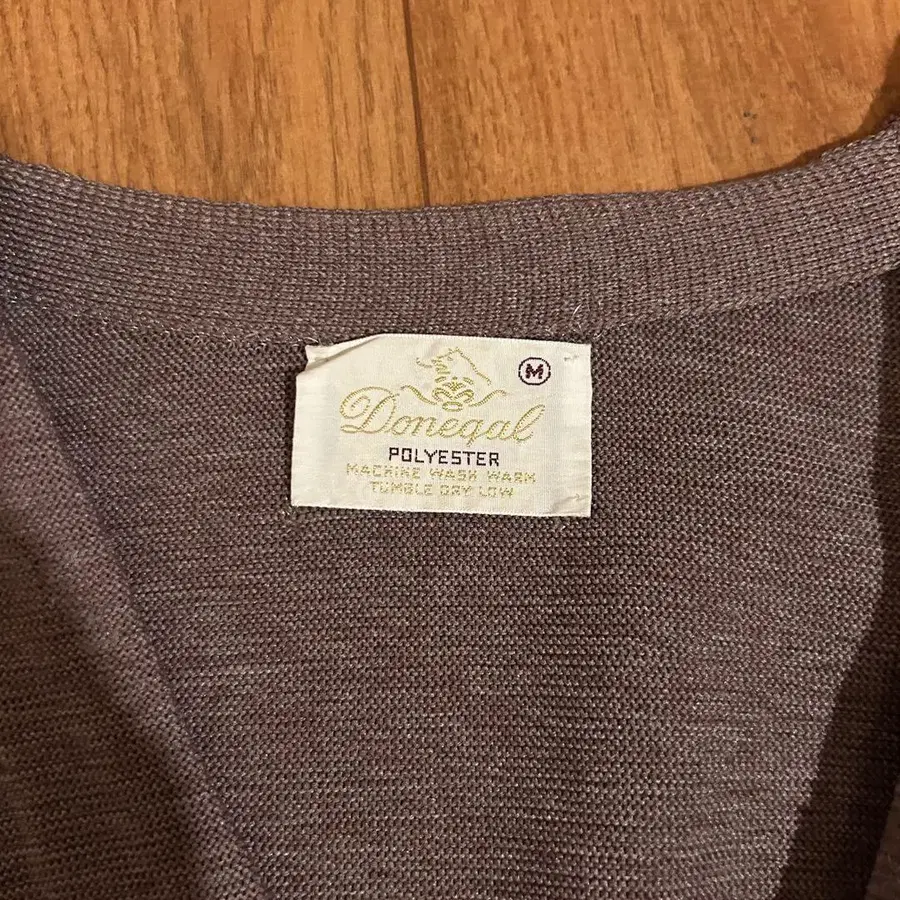 M
Donegal
POLYESTER
MACHINE WASH WARM
TUMBLE DRY LOW